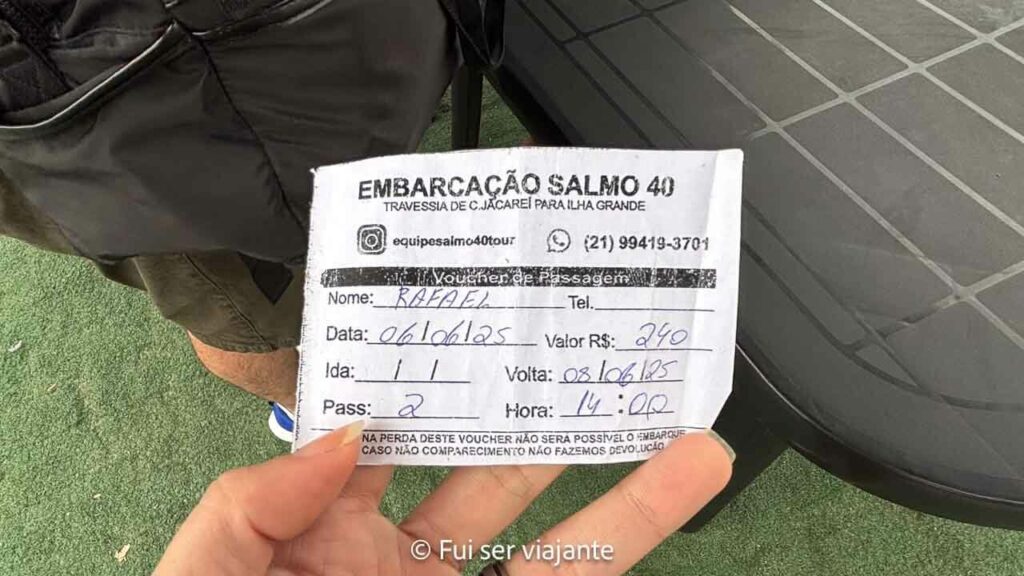 EMBARCAÇÃO SALMO 40
TRAVESSIA DE C.JACAREÍ PARA ILHA GRANDE
equipesalmo40tour (21) 99419-3701
Voucher de Passagem
Nome: RAFAEL Tel.
Data: 06/06/25 Valor R$: 240
Ida: / / Volta: 08/06/25
Pass: 2 Hora: 14:00
NA PERDA DESTE VOUCHER NÃO SERÁ POSSÍVEL O EMBARQUE
CASO NÃO COMPARECIMENTO NÃO FAZEMOS DEVOLUÇÃO
© Fui ser viajante